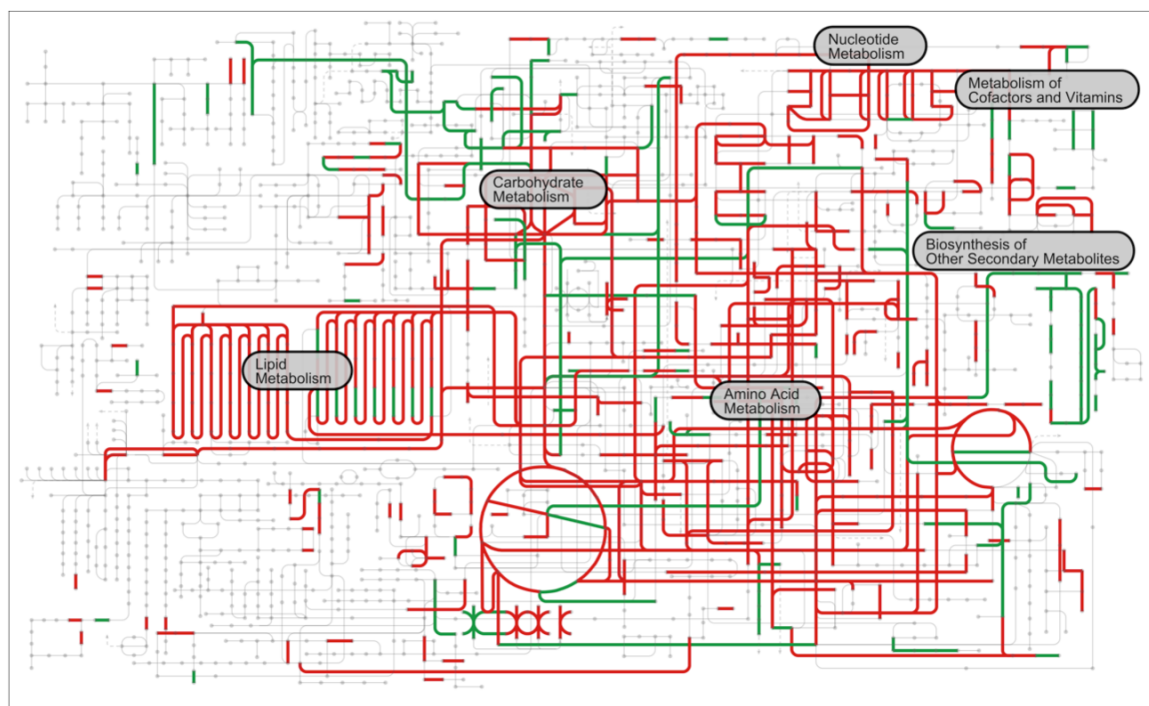 Nucleotide
Metabolism
Metabolism of
Cofactors and Vitamins
Carbohydrate
Metabolism
Biosynthesis of
Other Secondary Metabolites
Lipid
Metabolism
Amino Acid
Metabolism